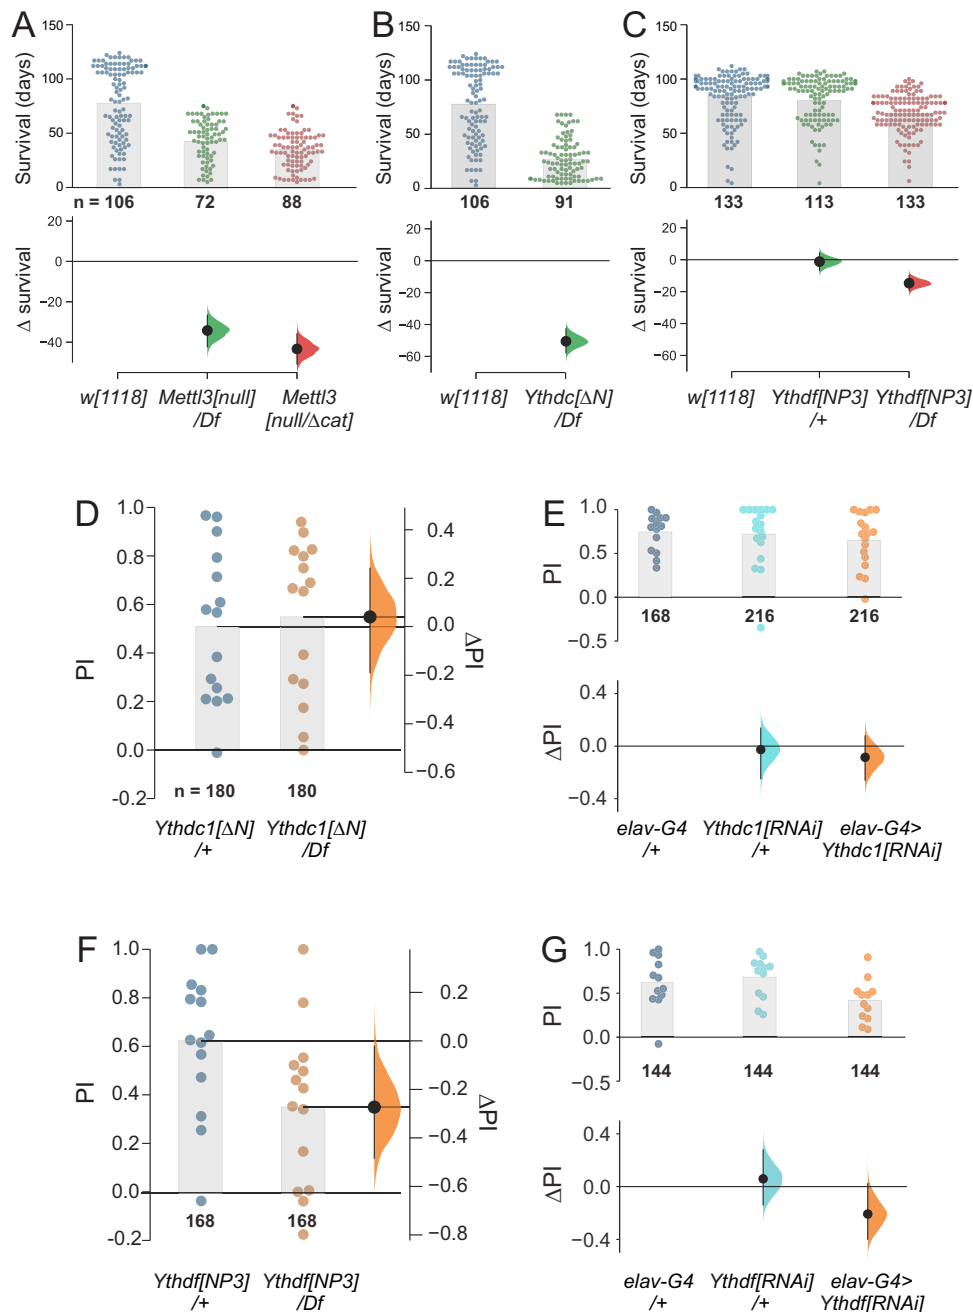 A
B
C
Survival (days)
150
100
50
0
n = 106
72
88
Survival (days)
150
100
50
0
106
91
Survival (days)
150
100
50
0
133
113
133
Δ survival
20
0
−20
−40
w[1118]
Mettl3[null]
/Df
Mettl3
[null/Δcat]
Δ survival
20
0
−20
−40
−60
w[1118]
Ythdc[ΔN]
/Df
Δ survival
20
0
−20
−40
−60
w[1118]
Ythdf[NP3]
/+
Ythdf[NP3]
/Df
D
PI
1.0
0.8
0.6
0.4
0.2
0.0
-0.2
0.4
0.2
0.0
−0.2
−0.4
−0.6
ΔPI
n = 180
180
Ythdc1[ΔN]
/+
Ythdc1[ΔN]
/Df
E
PI
1.0
0.5
0.0
−0.5
168
216
216
ΔPI
0.4
0.0
−0.4
elav-G4
/+
Ythdc1[RNAi]
/+
elav-G4>
Ythdc1[RNAi]
F
PI
1.0
0.8
0.6
0.4
0.2
0.0
-0.2
0.2
0.0
−0.2
−0.4
−0.6
−0.8
ΔPI
168
168
Ythdf[NP3]
/+
Ythdf[NP3]
/Df
G
PI
1.0
0.5
0.0
−0.5
144
144
144
ΔPI
0.4
0.0
−0.4
elav-G4
/+
Ythdf[RNAi]
/+
elav-G4>
Ythdf[RNAi]